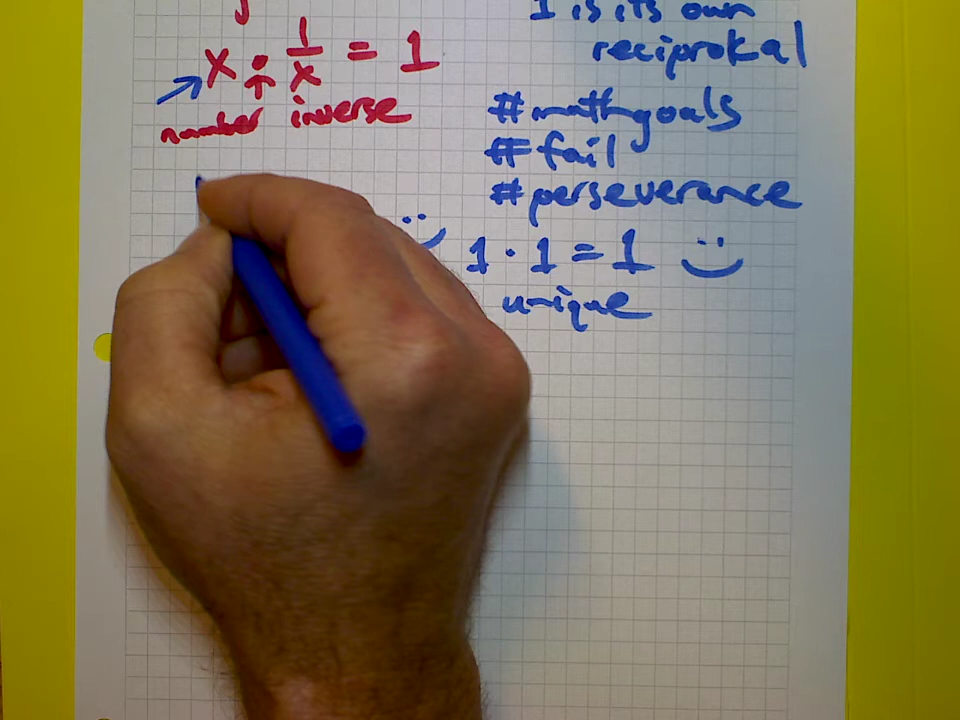 1 is its own
reciprokal
x · 1/x = 1
number inverse
#mathgoals
#fail
#perseverance
1 · 1 = 1
unique